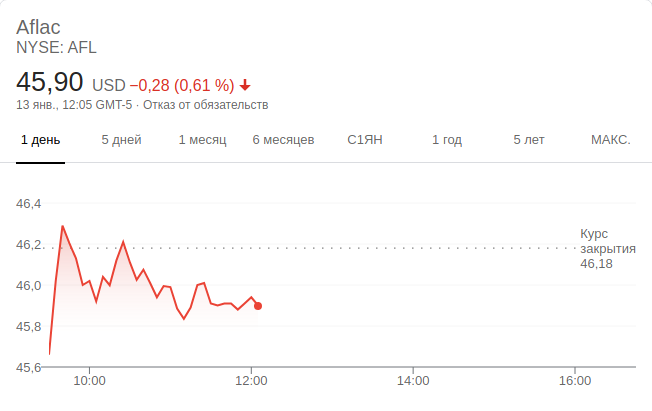 Aflac
NYSE: AFL
45,90 USD −0,28 (0,61 %)
13 янв., 12:05 GMT-5 · Отказ от обязательств
1 день 5 дней 1 месяц 6 месяцев С1ЯН 1 год 5 лет МАКС.
46,4
Курс
46,2 закрытия
46,18
46,0
45,8
45,6
10:00 12:00 14:00 16:00